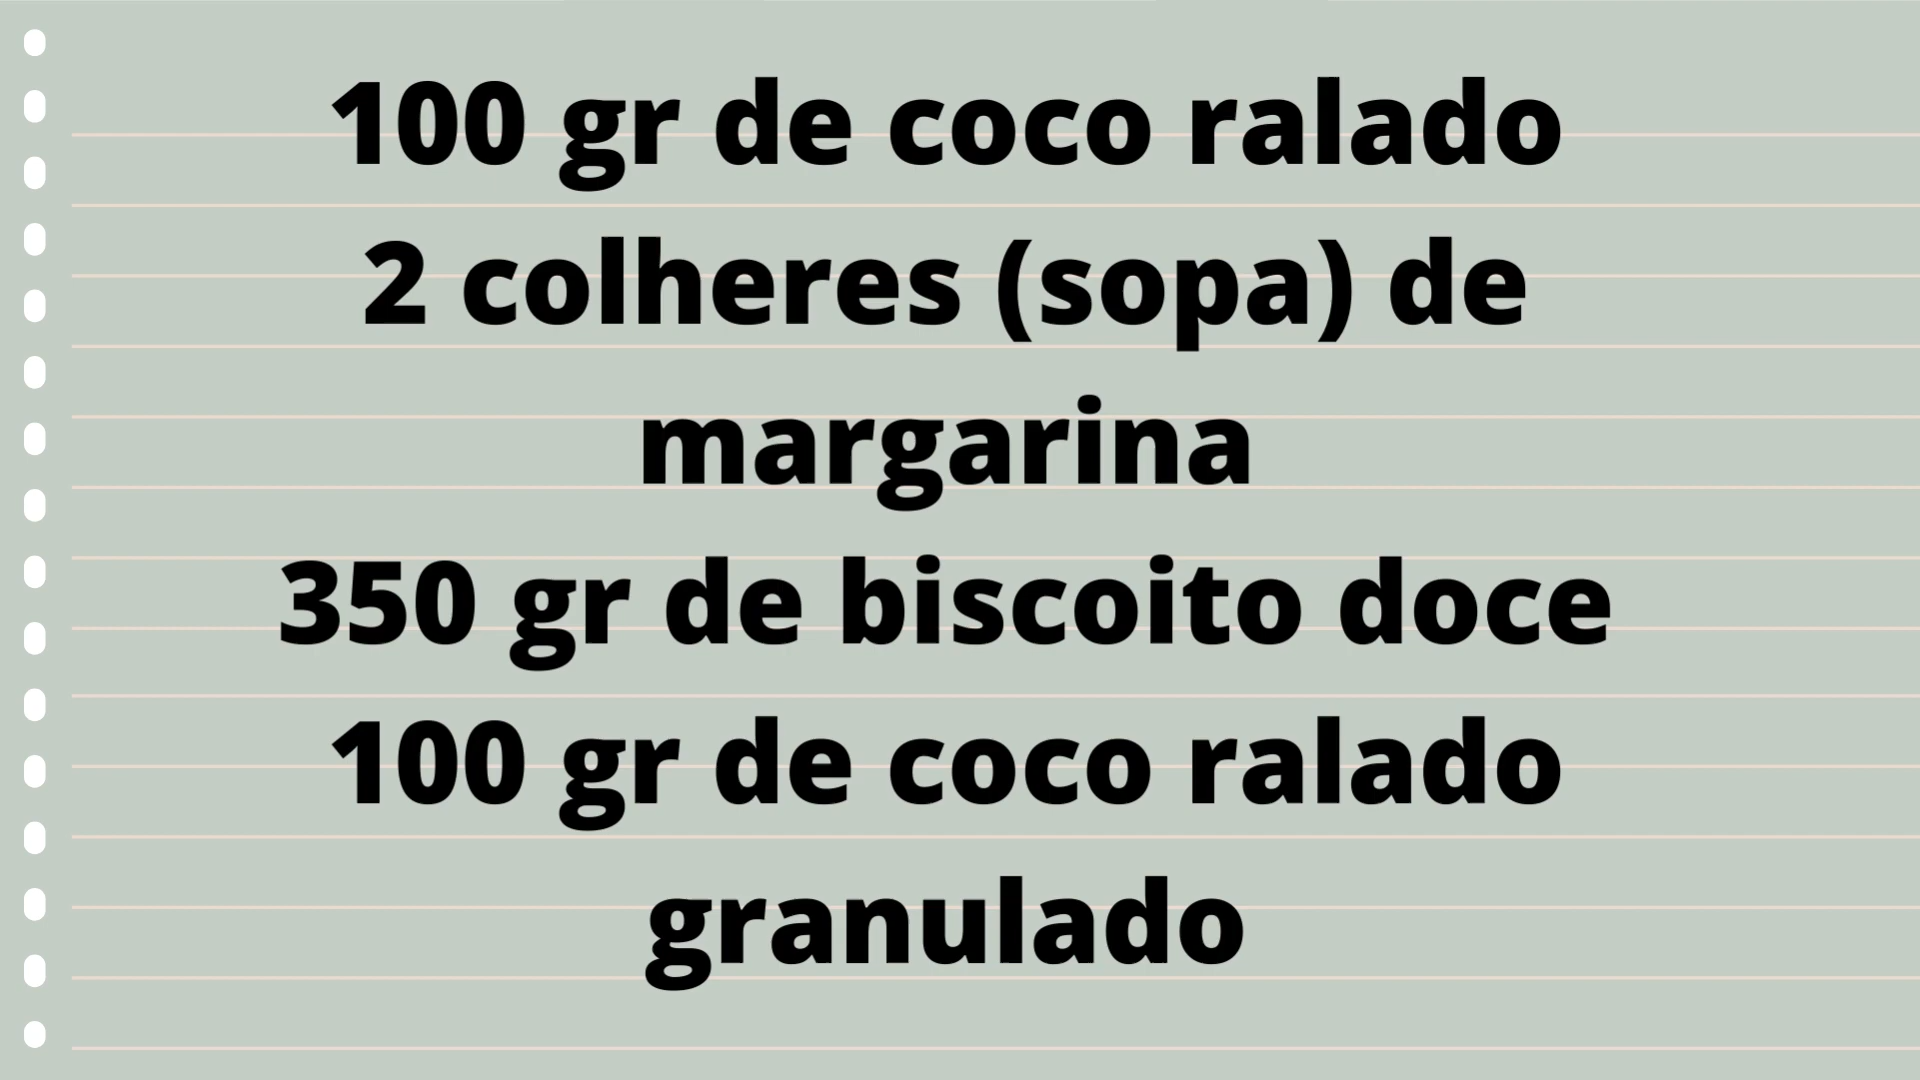 100 gr de coco ralado
2 colheres (sopa) de
margarina
350 gr de biscoito doce
100 gr de coco ralado
granulado